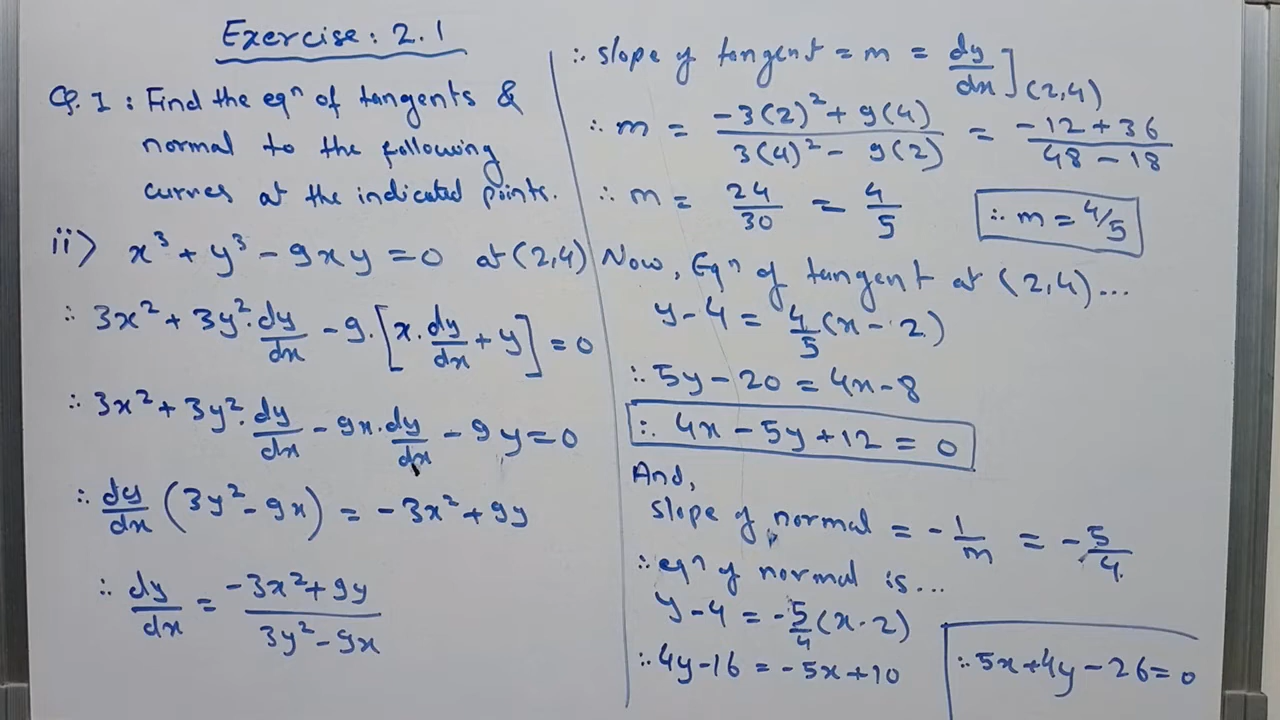 Exercise: 2.1
Q.1: Find the eqⁿ of tangents &
normal to the following
curves at the indicated points.
ii) x³ + y³ - 9xy = 0 at (2,4)
∴ 3x² + 3y²·dy/dx - 9·[x·dy/dx + y] = 0
∴ 3x² + 3y²·dy/dx - 9x·dy/dx - 9y = 0
∴ dy/dx (3y² - 9x) = -3x² + 9y
∴ dy/dx = (-3x² + 9y)/(3y² - 9x)
∴ slope of tangent = m = dy/dx](2,4)
∴ m = (-3(2)² + 9(4))/(3(4)² - 9(2)) = (-12 + 36)/(48 - 18)
∴ m = 24/30 = 4/5
∴ m = 4/5
Now, Eqⁿ of tangent at (2,4)...
y - 4 = 4/5 (x - 2)
∴ 5y - 20 = 4x - 8
∴ 4x - 5y + 12 = 0
And,
slope of normal = -1/m = -5/4
∴ eqⁿ of normal is...
y - 4 = -5/4 (x - 2)
∴ 4y - 16 = -5x + 10
∴ 5x + 4y - 26 = 0